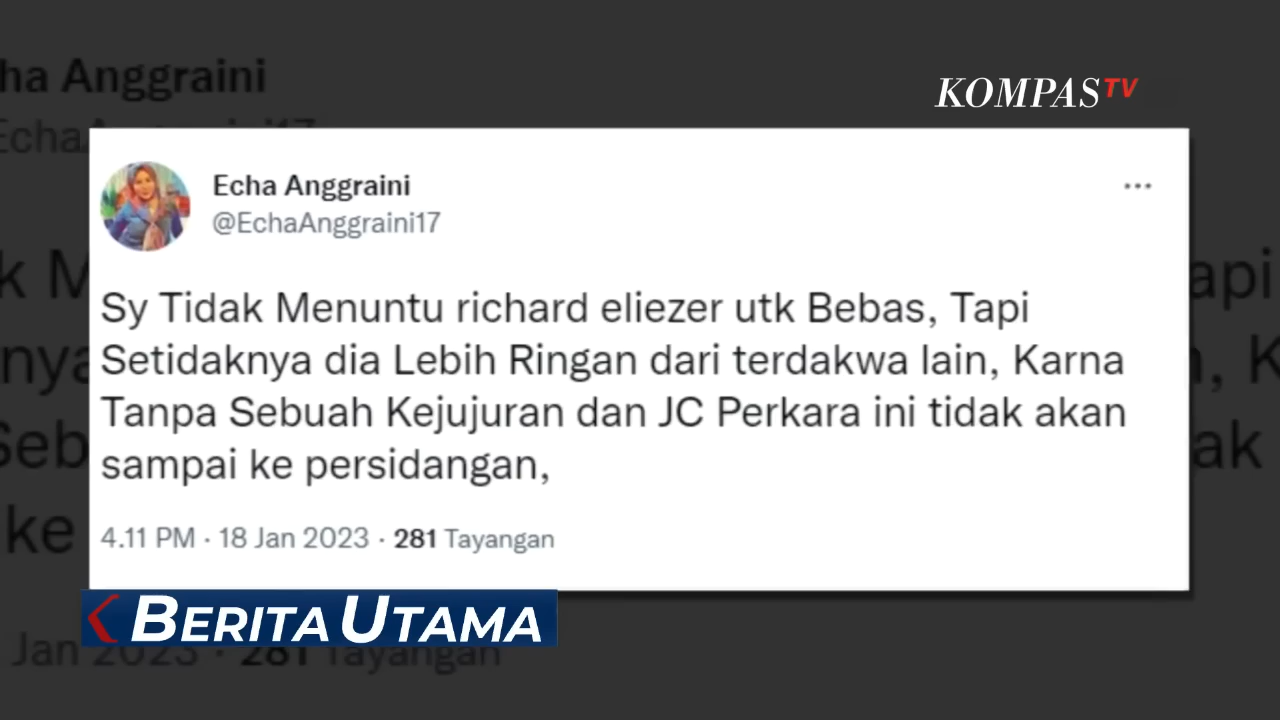 KOMPAS TV
Echa Anggraini
@EchaAnggraini17
Sy Tidak Menuntu richard eliezer utk Bebas, Tapi
Setidaknya dia Lebih Ringan dari terdakwa lain, Karna
Tanpa Sebuah Kejujuran dan JC Perkara ini tidak akan
sampai ke persidangan,
4.11 PM · 18 Jan 2023 · 281 Tayangan
BERITA UTAMA